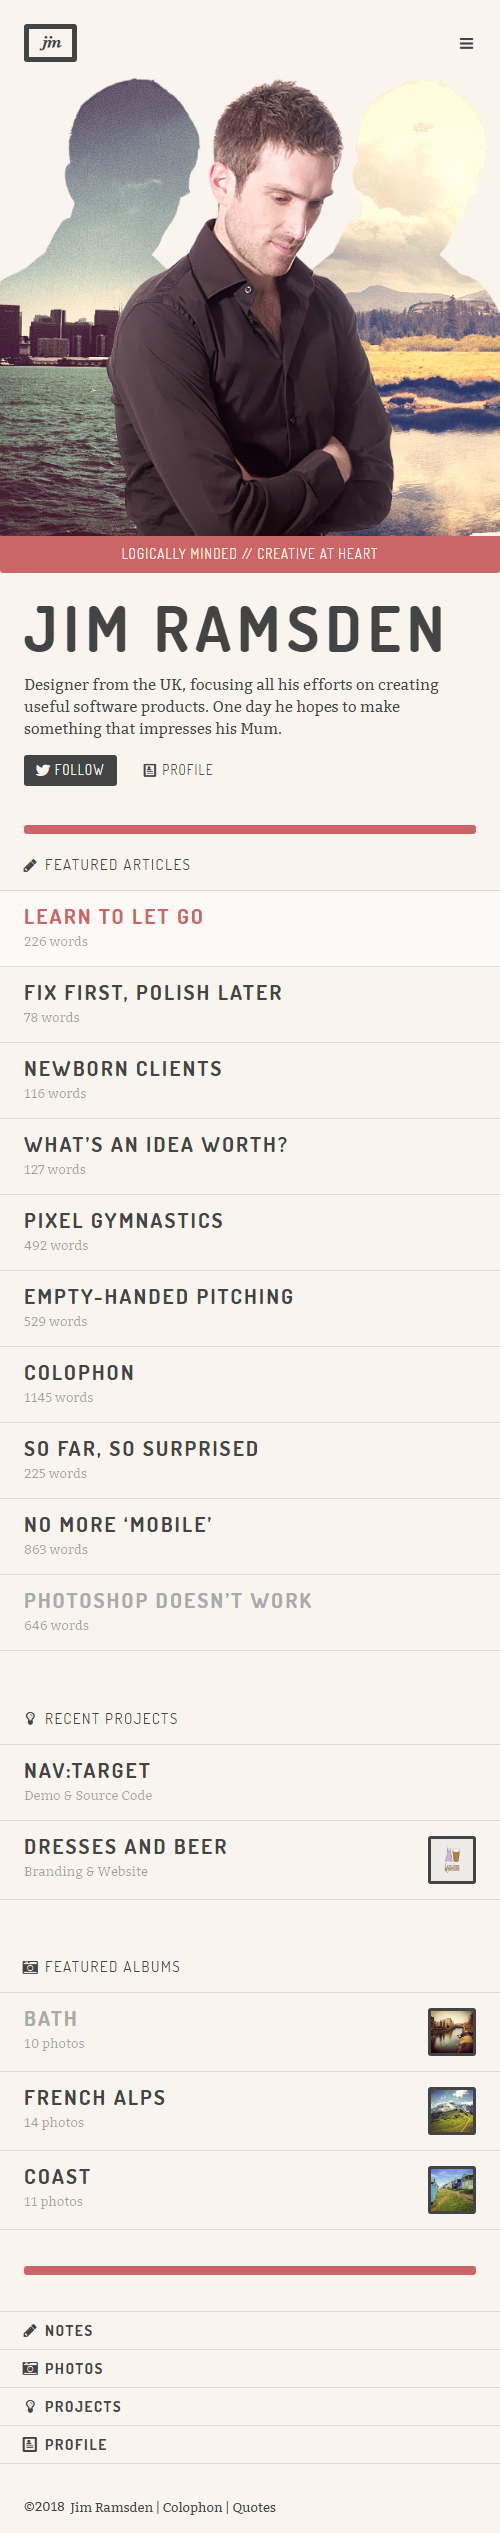 jim
LOGICALLY MINDED // CREATIVE AT HEART
JIM RAMSDEN
Designer from the UK, focusing all his efforts on creating
useful software products. One day he hopes to make
something that impresses his Mum.
FOLLOW PROFILE
FEATURED ARTICLES
LEARN TO LET GO
226 words
FIX FIRST, POLISH LATER
78 words
NEWBORN CLIENTS
116 words
WHAT’S AN IDEA WORTH?
127 words
PIXEL GYMNASTICS
492 words
EMPTY-HANDED PITCHING
529 words
COLOPHON
1145 words
SO FAR, SO SURPRISED
225 words
NO MORE ‘MOBILE’
863 words
PHOTOSHOP DOESN’T WORK
646 words
RECENT PROJECTS
NAV:TARGET
Demo & Source Code
DRESSES AND BEER
Branding & Website
FEATURED ALBUMS
BATH
10 photos
FRENCH ALPS
14 photos
COAST
11 photos
NOTES
PHOTOS
PROJECTS
PROFILE
©2018 Jim Ramsden | Colophon | Quotes